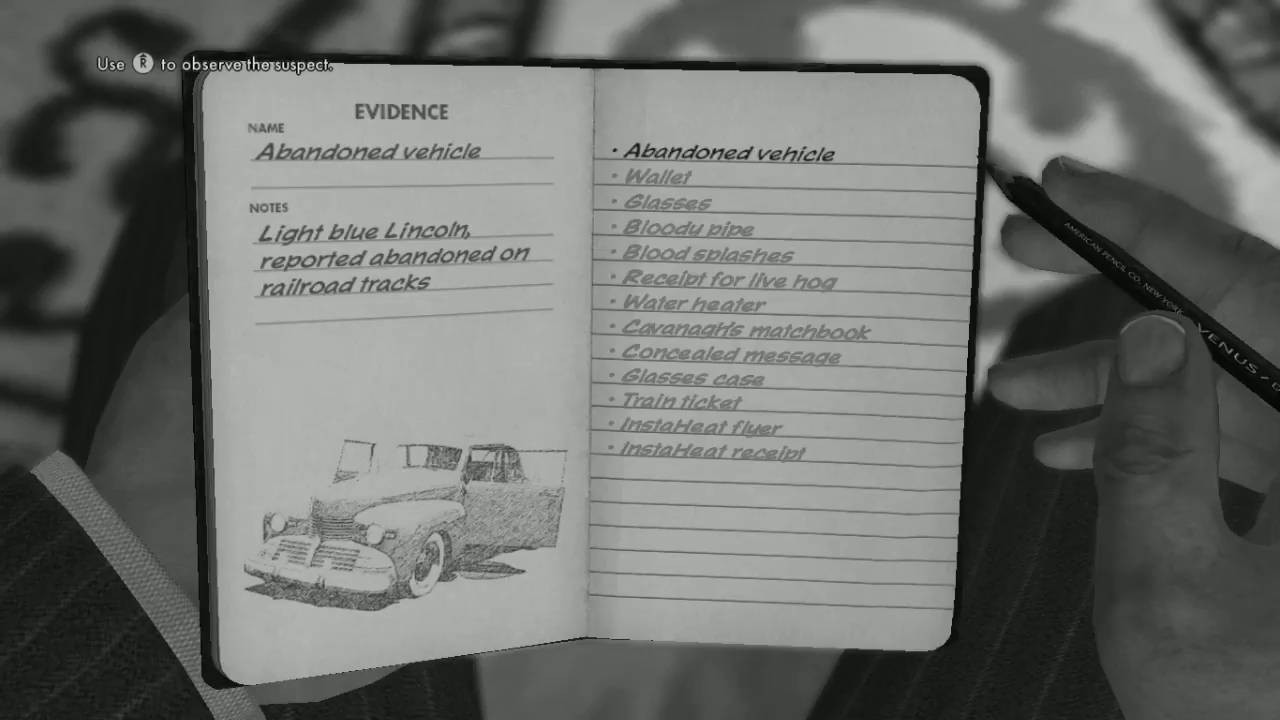 Use R to observe the suspect.
EVIDENCE
NAME
Abandoned vehicle
NOTES
Light blue Lincoln,
reported abandoned on
railroad tracks
• Abandoned vehicle
• Wallet
• Glasses
• Bloody pipe
• Blood splashes
• Receipt for live hog
• Water heater
• Cavanagh's matchbook
• Concealed message
• Glasses case
• Train ticket
• InstaHeat flyer
• InstaHeat receipt
AMERICAN PENCIL CO. NEW YORK
VENUS